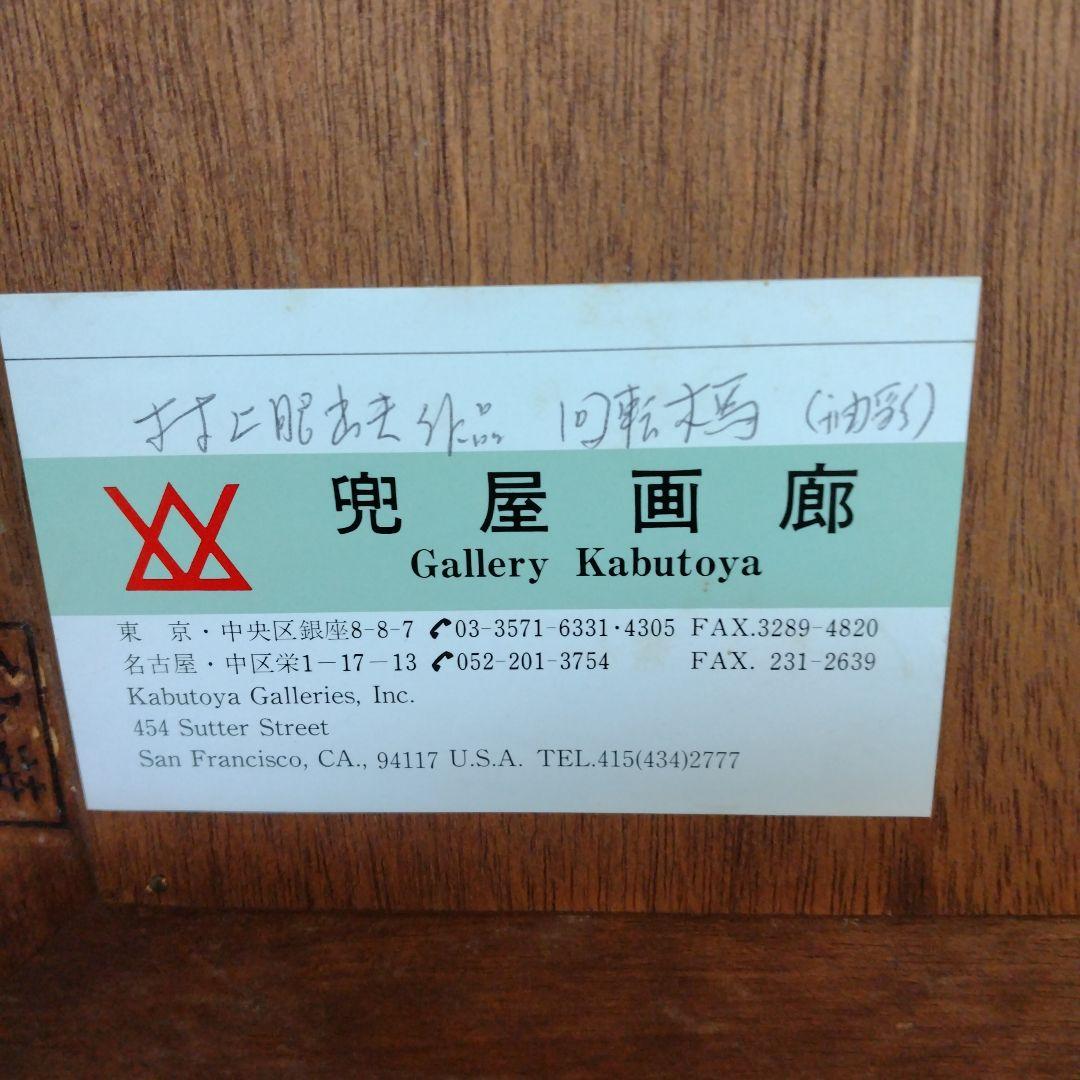 村上肥出夫作品 回転木馬 (油彩)
兜屋画廊
Gallery Kabutoya
東 京・中央区銀座8-8-7 03-3571-6331・4305 FAX.3289-4820
名古屋・中区栄1-17-13 052-201-3754 FAX. 231-2639
Kabutoya Galleries, Inc.
454 Sutter Street
San Francisco, CA., 94117 U.S.A. TEL.415(434)2777